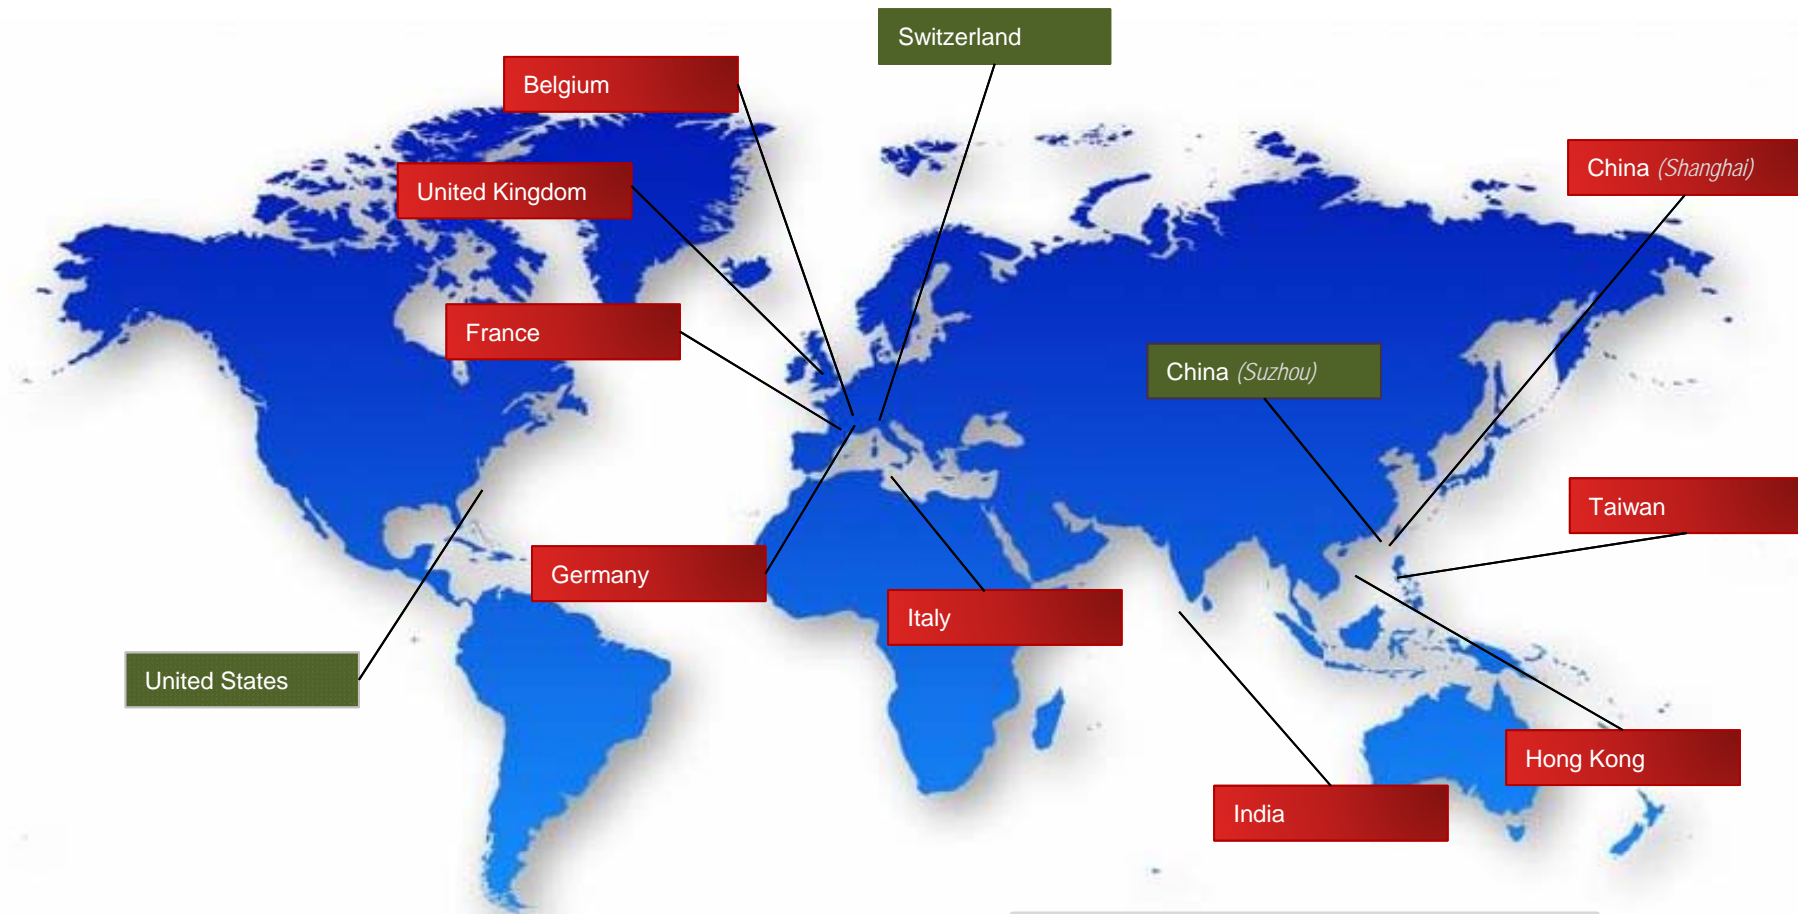 Switzerland
Belgium
China (Shanghai)
United Kingdom
France
China (Suzhou)
Taiwan
Germany
Italy
United States
Hong Kong
India